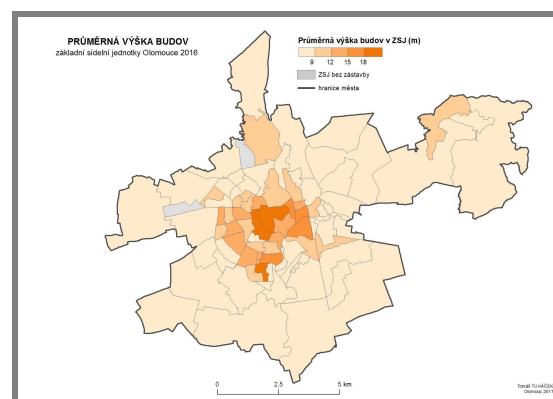 PRŮMĚRNÁ VÝŠKA BUDOV
základní sídelní jednotky Olomouce 2016
Průměrná výška budov v ZSJ (m)
9 12 15 18
ZSJ bez zástavby
hranice města
0 2,5 5 km
Tomáš
Olomouc 2017